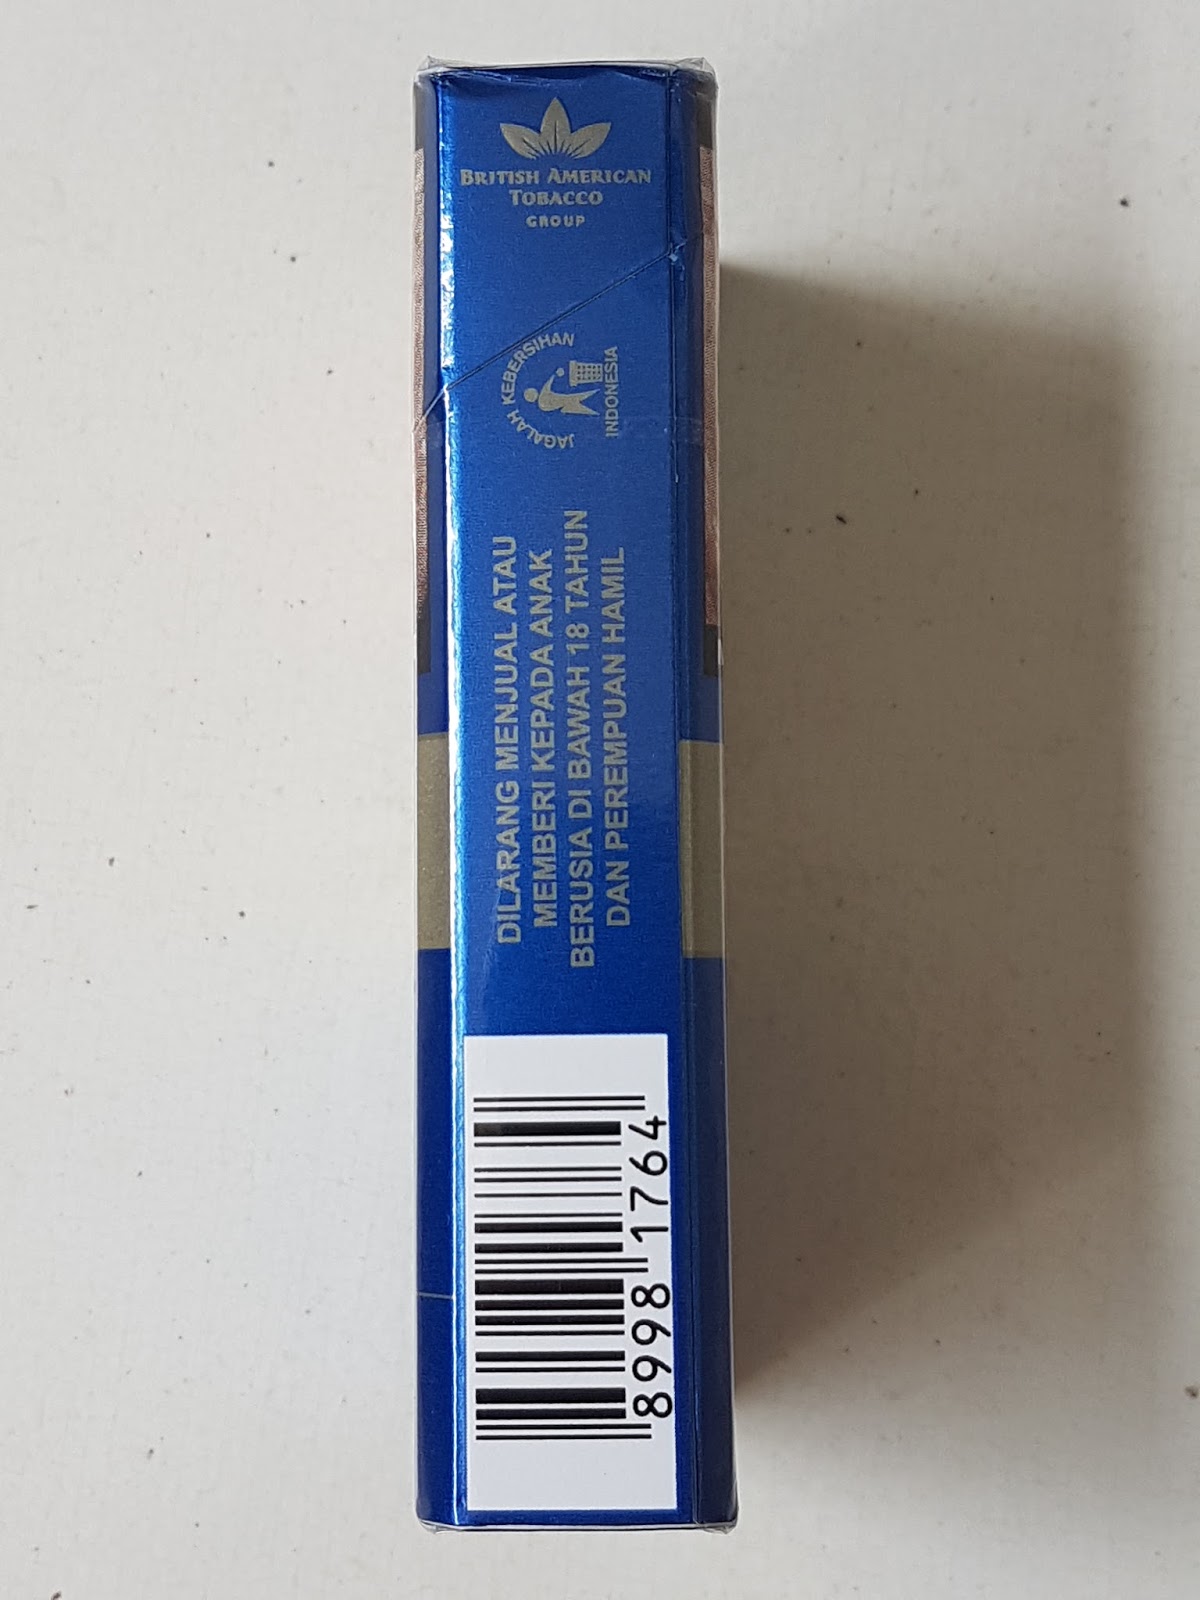 BRITISH AMERICAN
TOBACCO
GROUP
JAGALAH KEBERSIHAN
INDONESIA
DILARANG MENJUAL ATAU
MEMBERI KEPADA ANAK
BERUSIA DI BAWAH 18 TAHUN
DAN PEREMPUAN HAMIL
8998 1764